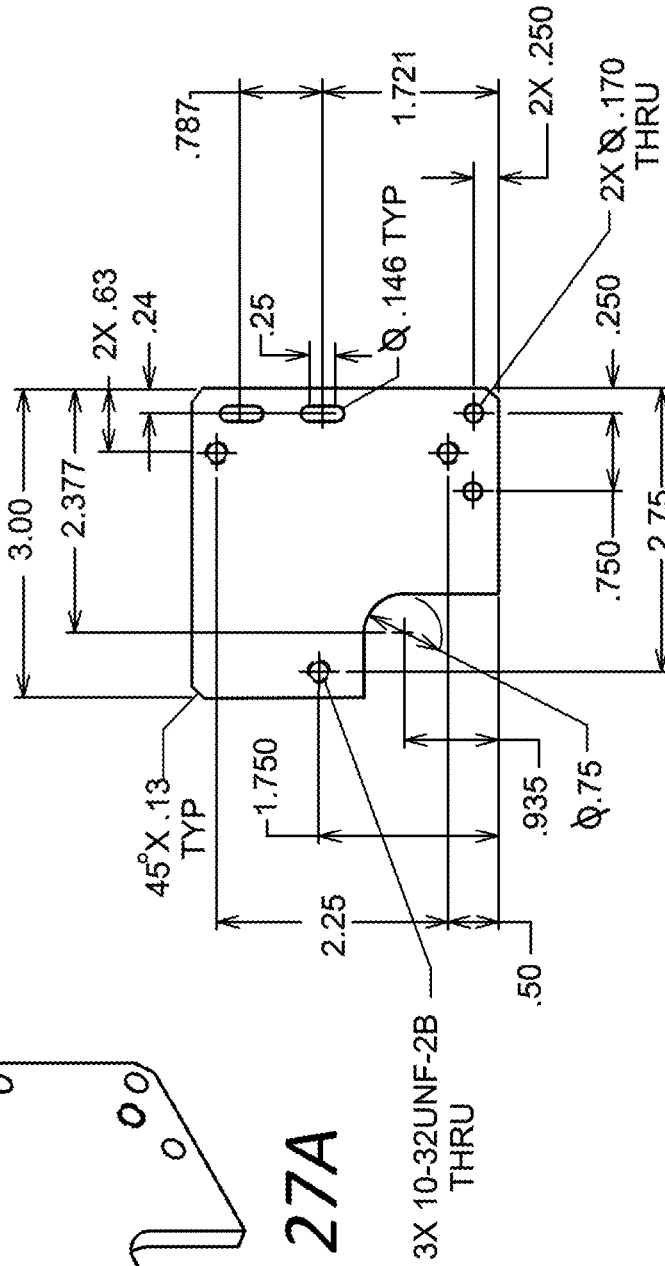 3.00
2.377
2X .63
.24
.787
45°X .13
TYP
.25
Ø .146 TYP
1.721
1.750
2.25
.50
.935
Ø.75
.750
2.75
.250
2X .250
2X Ø .170
THRU
27A
3X 10-32UNF-2B
THRU